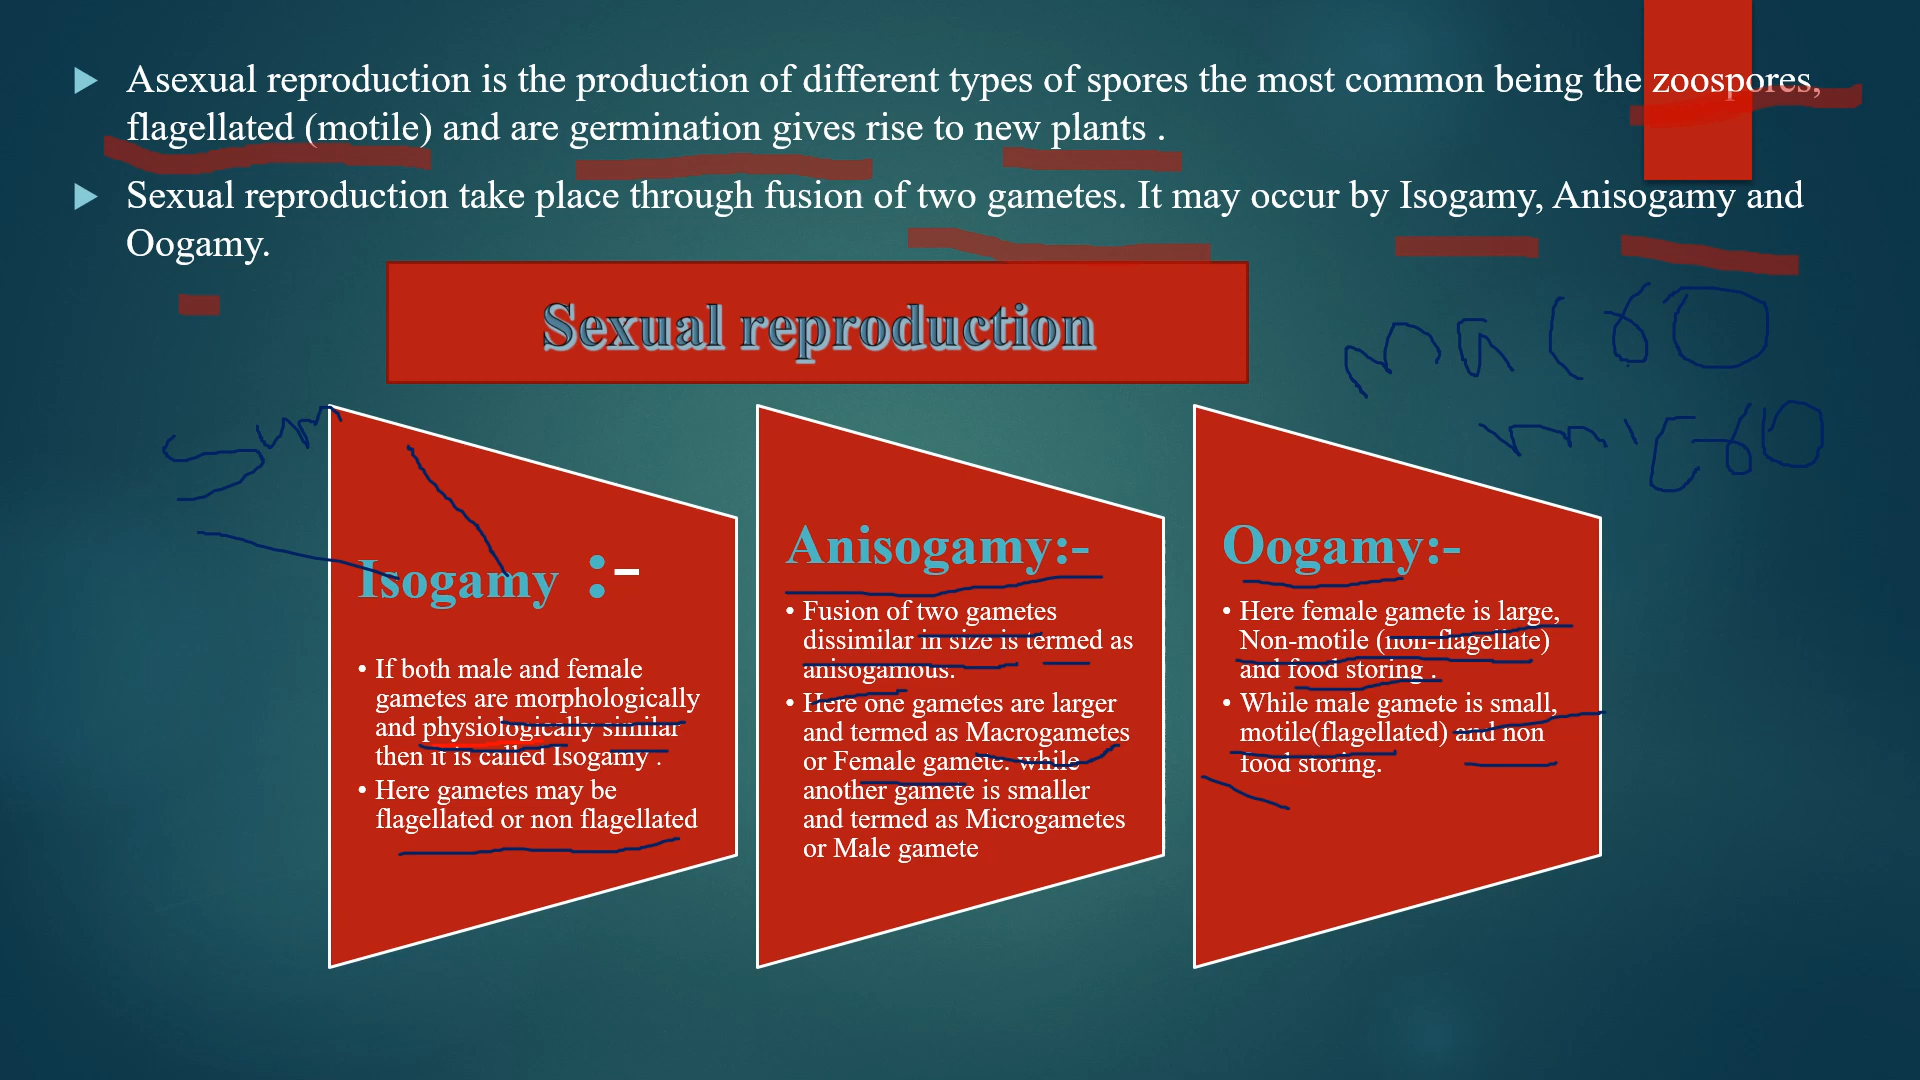 Asexual reproduction is the production of different types of spores the most common being the zoospores,
flagellated (motile) and are germination gives rise to new plants .
Sexual reproduction take place through fusion of two gametes. It may occur by Isogamy, Anisogamy and
Oogamy.
Sexual reproduction
Isogamy :-
• If both male and female
gametes are morphologically
and physiologically similar
then it is called Isogamy .
• Here gametes may be
flagellated or non flagellated
Anisogamy:-
• Fusion of two gametes
dissimilar in size is termed as
anisogamous.
• Here one gametes are larger
and termed as Macrogametes
or Female gamete. while
another gamete is smaller
and termed as Microgametes
or Male gamete
Oogamy:-
• Here female gamete is large,
Non-motile (non-flagellate)
and food storing .
• While male gamete is small,
motile(flagellated) and non
food storing.